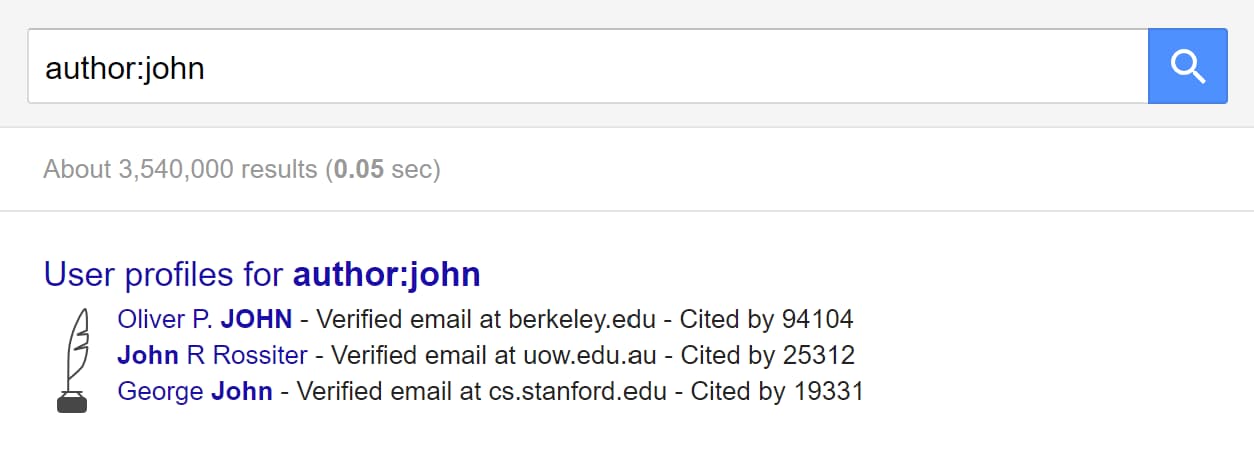 author:john
About 3,540,000 results (0.05 sec)
User profiles for author:john
Oliver P. JOHN - Verified email at berkeley.edu - Cited by 94104
John R Rossiter - Verified email at uow.edu.au - Cited by 25312
George John - Verified email at cs.stanford.edu - Cited by 19331